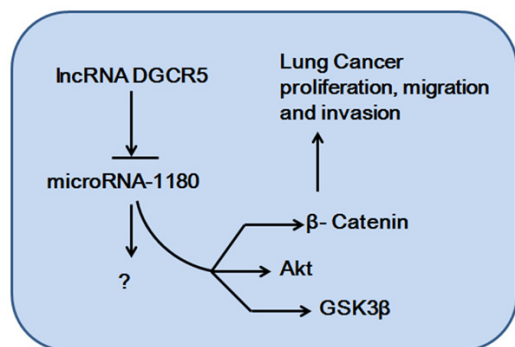 lncRNA DGCR5
microRNA-1180
?
Lung Cancer
proliferation, migration
and invasion
β- Catenin
Akt
GSK3β